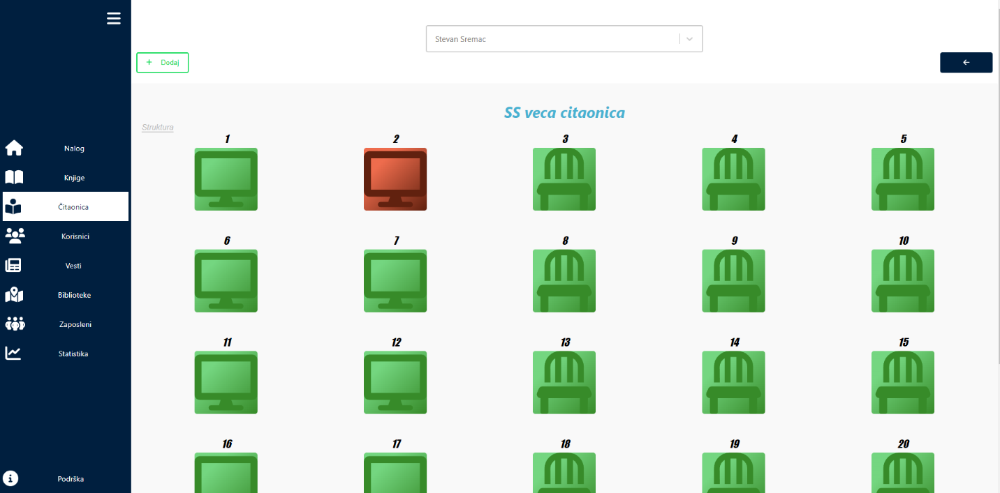 Stevan Sremac
+ Dodaj
SS veca citaonica
Struktura
1 2 3 4 5
6 7 8 9 10
11 12 13 14 15
16 17 18 19 20
Nalog
Knjige
Čitaonica
Korisnici
Vesti
Biblioteke
Zaposleni
Statistika
Podrška